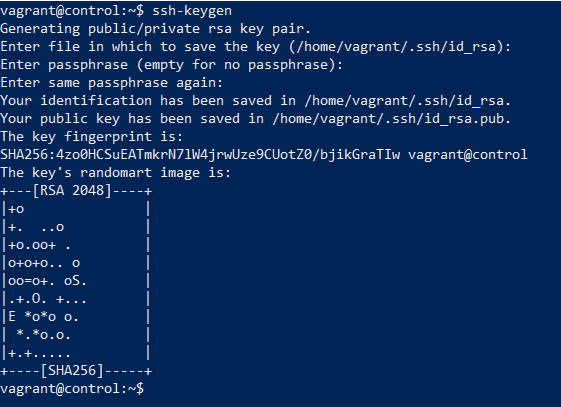 vagrant@control:~$ ssh-keygen
Generating public/private rsa key pair.
Enter file in which to save the key (/home/vagrant/.ssh/id_rsa):
Enter passphrase (empty for no passphrase):
Enter same passphrase again:
Your identification has been saved in /home/vagrant/.ssh/id_rsa.
Your public key has been saved in /home/vagrant/.ssh/id_rsa.pub.
The key fingerprint is:
SHA256:4zo0HCSuEATmkrN7lW4jrwUze9CUotZ0/bjikGraTIw vagrant@control
The key's randomart image is:
+---[RSA 2048]----+
|+o               |
|+.  ..o          |
|+o.oo+ .         |
|o+o+o.. o        |
|oo=o+. oS.       |
|.+.O. +...       |
|E *o*o o.        |
| *.*o.o.         |
|+.+.....         |
+----[SHA256]-----+
vagrant@control:~$